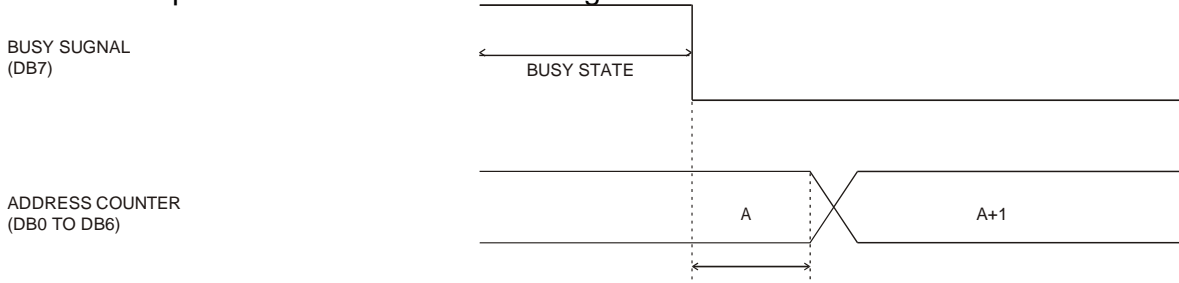 BUSY SUGNAL
(DB7)
BUSY STATE
ADDRESS COUNTER
(DB0 TO DB6)
A
A+1